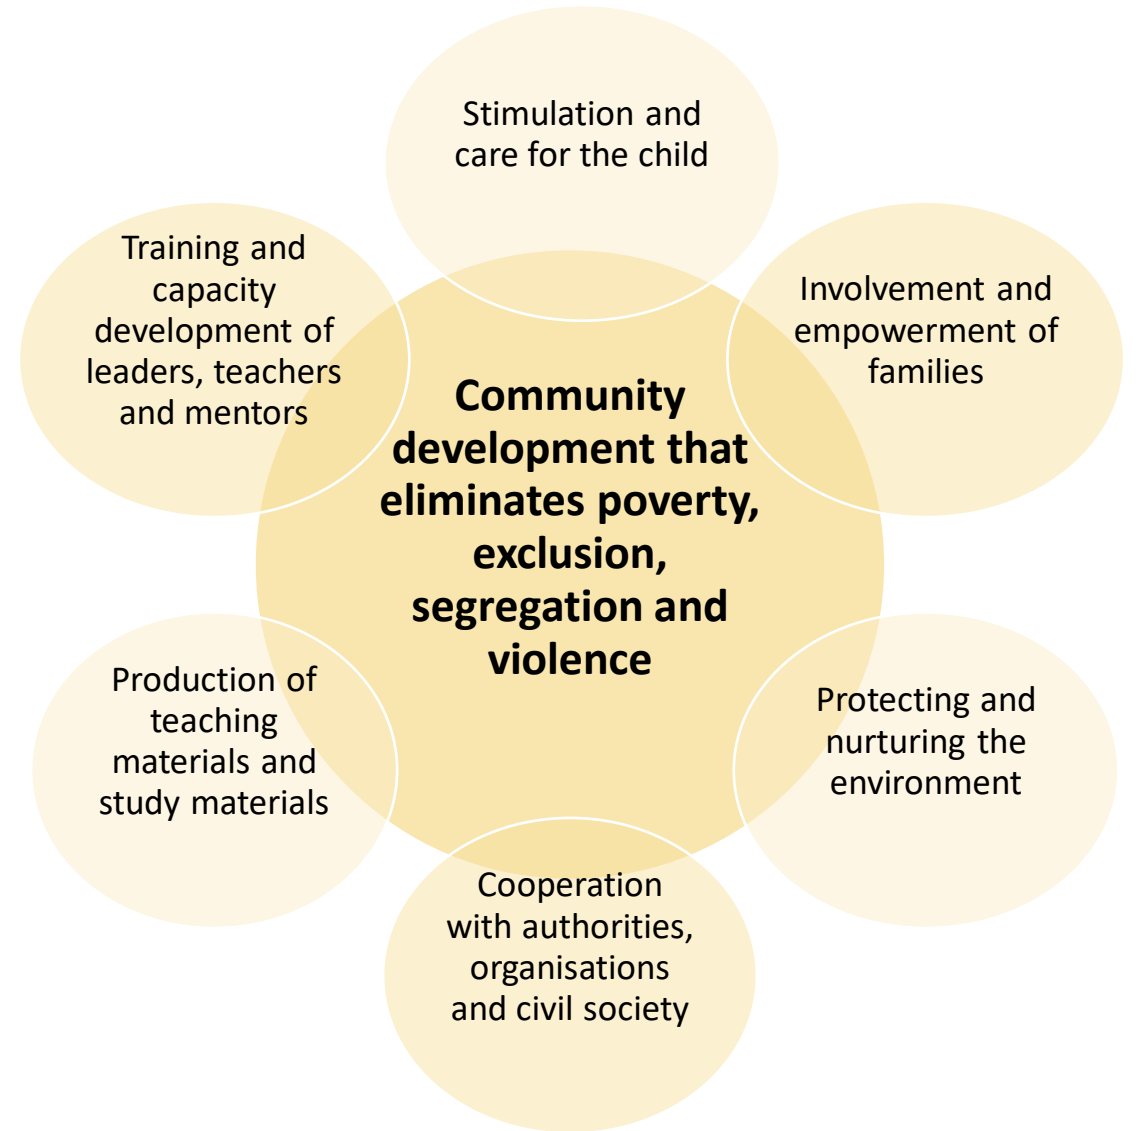 Stimulation and
care for the child
Training and
capacity
development of
leaders, teachers
and mentors
Involvement and
empowerment of
families
Community
development that
eliminates poverty,
exclusion,
segregation and
violence
Production of
teaching
materials and
study materials
Protecting and
nurturing the
environment
Cooperation
with authorities,
organisations
and civil society